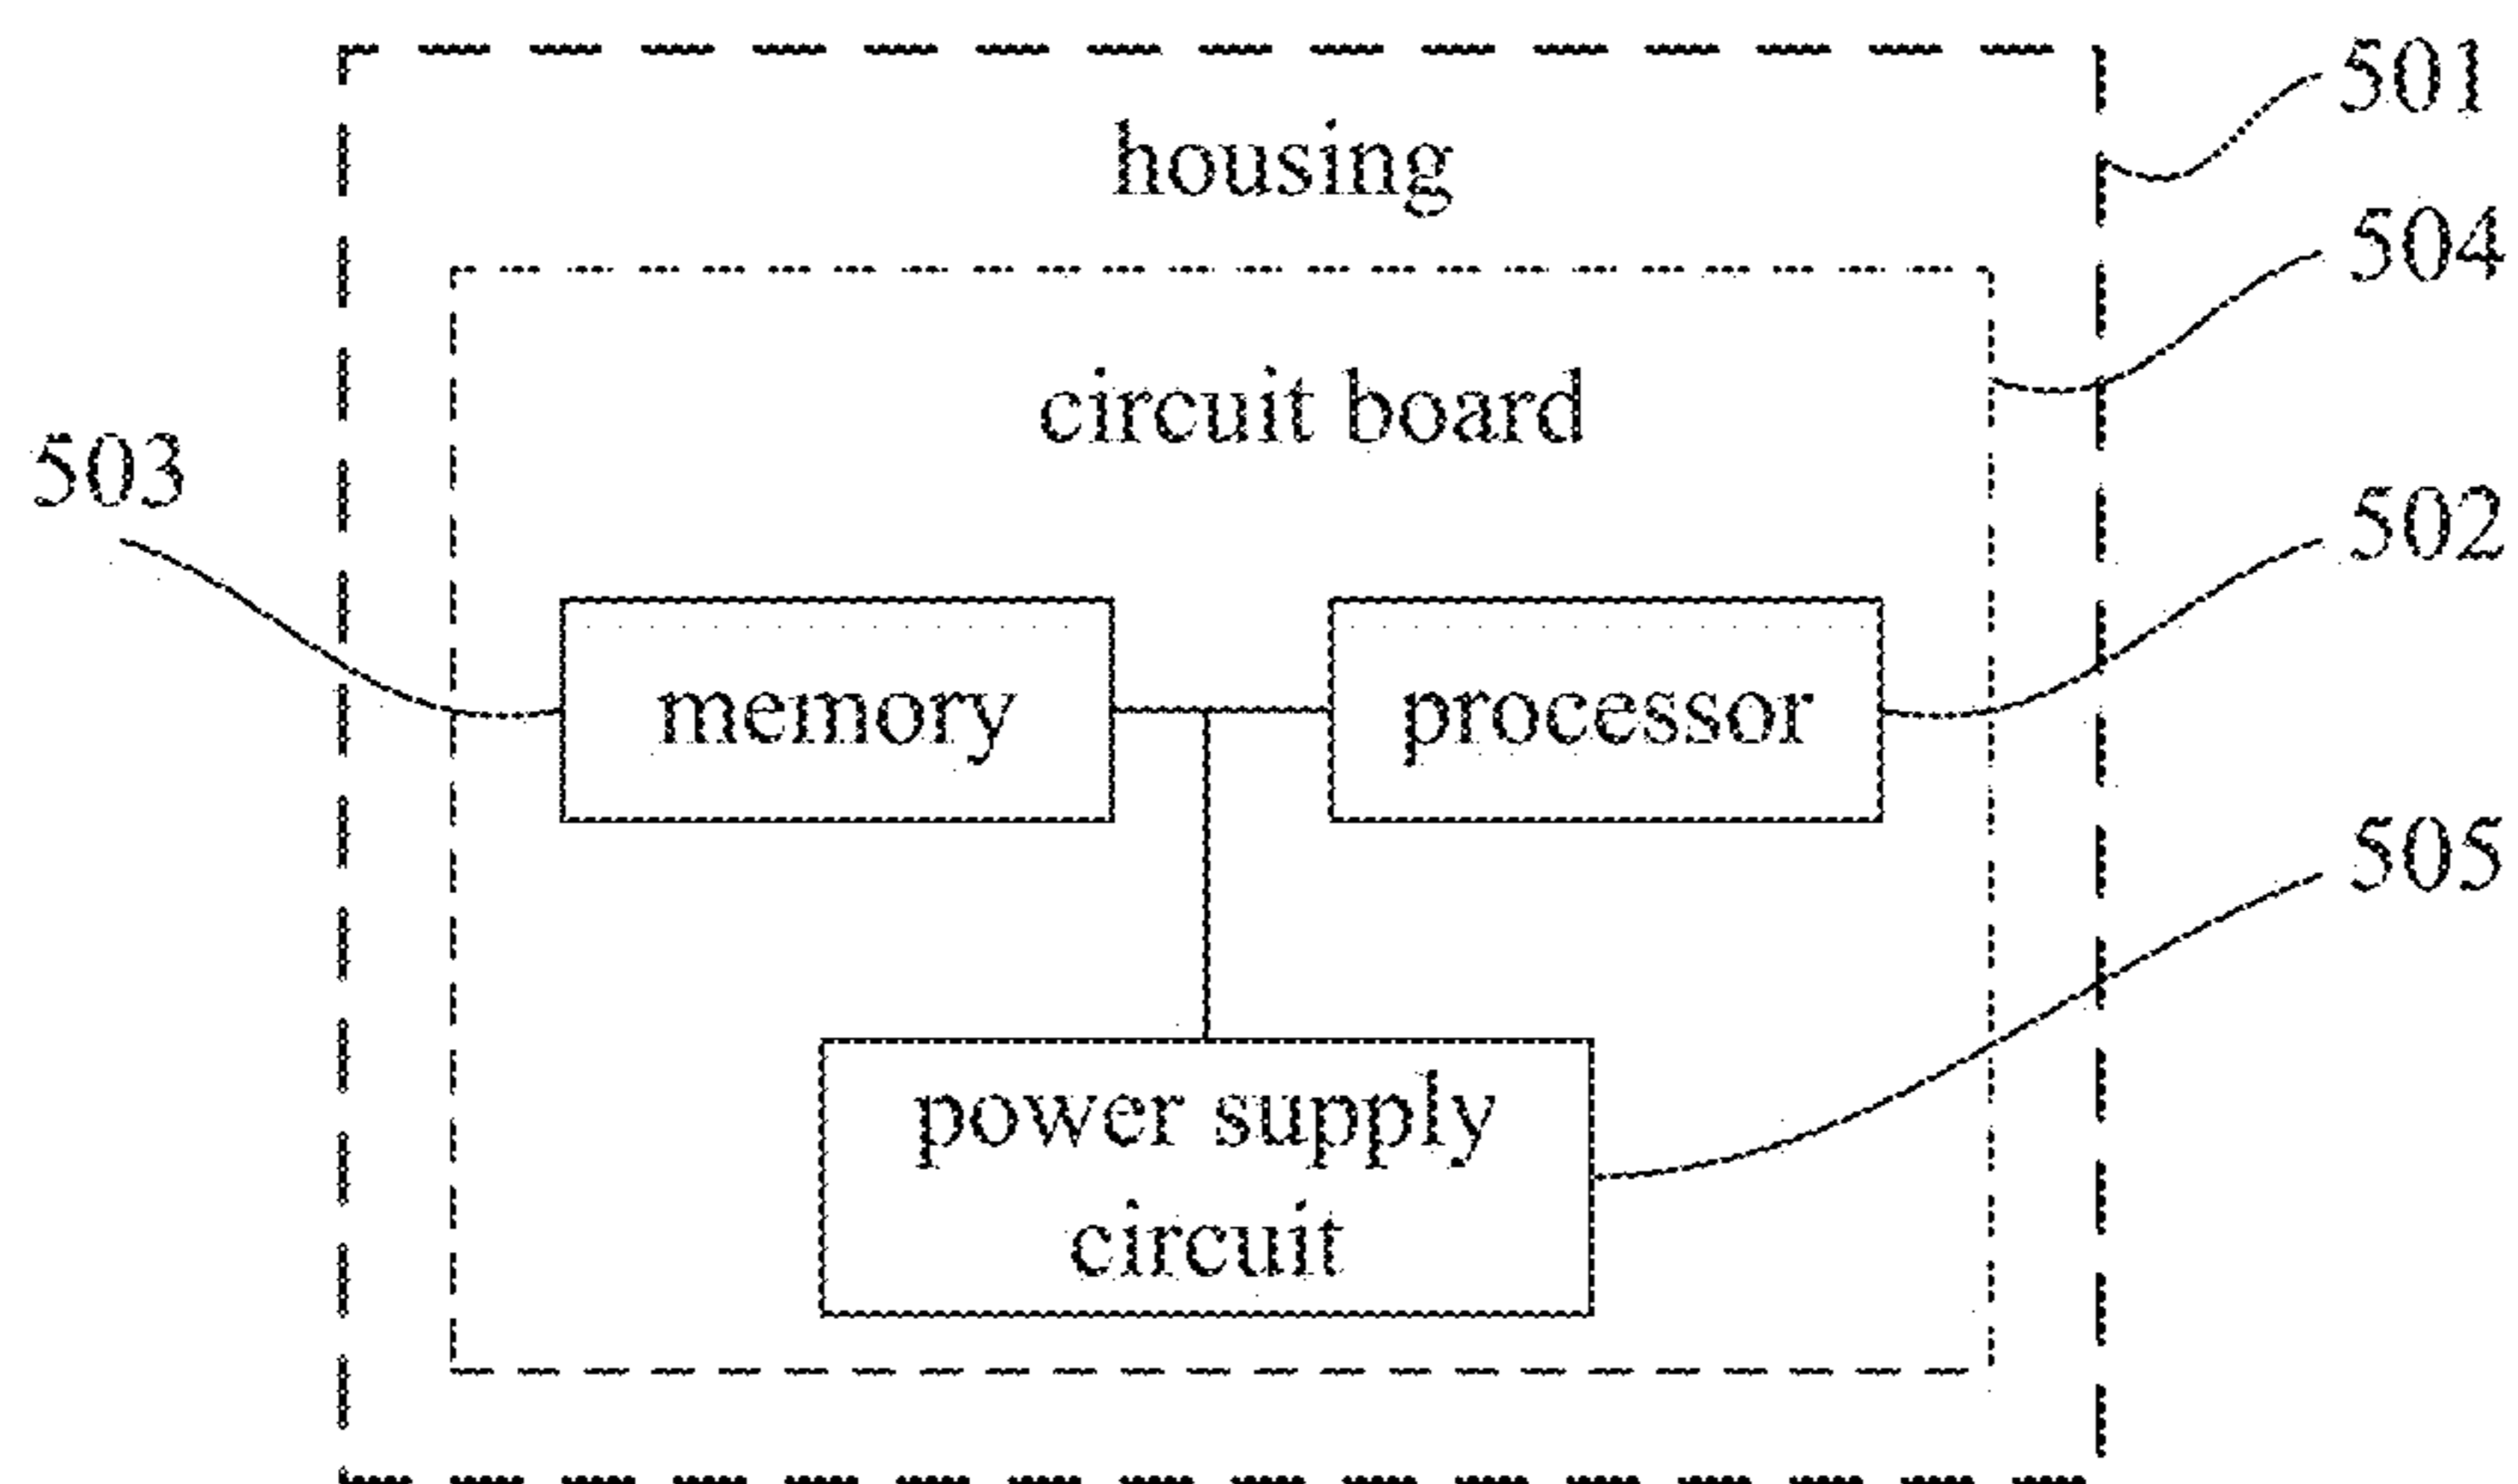 501
housing
504
circuit board
503
502
memory
processor
505
power supply
circuit